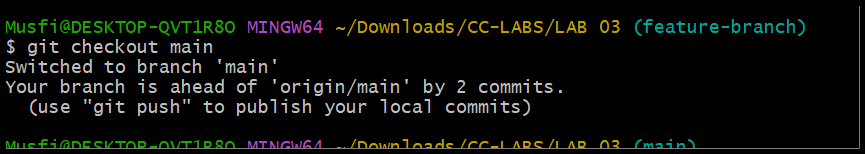 Musfi@DESKTOP-QVT1R8O MINGW64 ~/Downloads/CC-LABS/LAB 03 (feature-branch)
$ git checkout main
Switched to branch 'main'
Your branch is ahead of 'origin/main' by 2 commits.
  (use "git push" to publish your local commits)
Musfi@DESKTOP-QVT1R8O MINGW64 ~/Downloads/CC-LABS/LAB 03 (main)